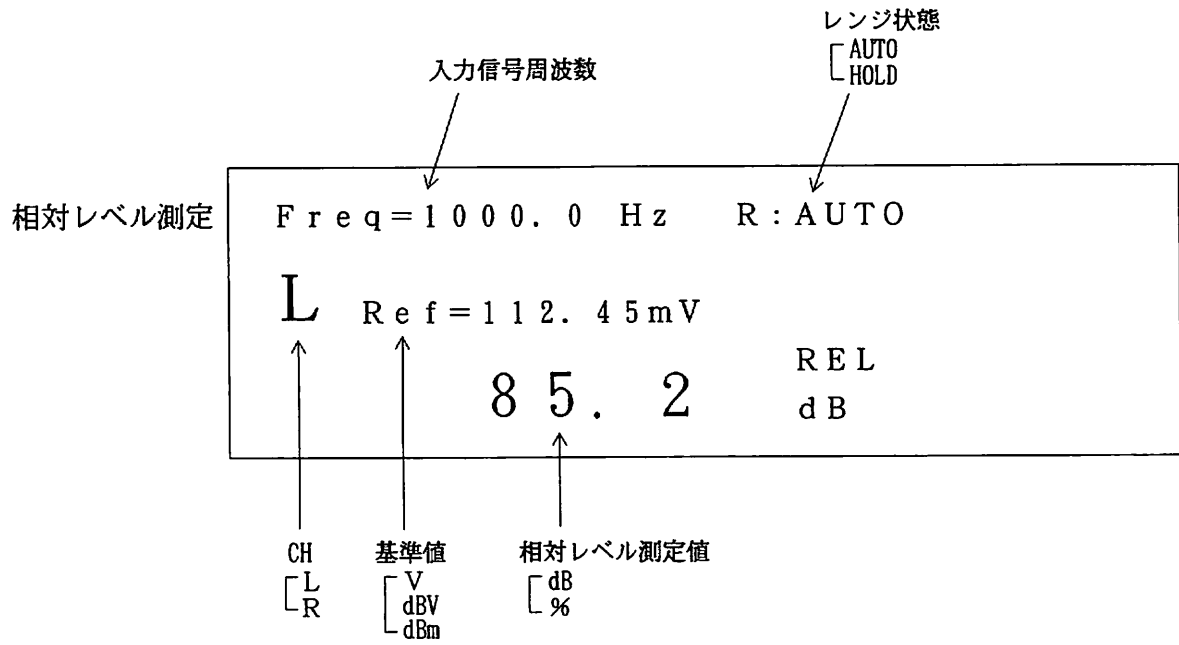 レンジ状態
AUTO
HOLD
入力信号周波数
相対レベル測定
Freq=1000.0 Hz R:AUTO
L Ref=112.45mV
REL
85.2 dB
CH 基準値 相対レベル測定値
L V dB
R dBV %
dBm